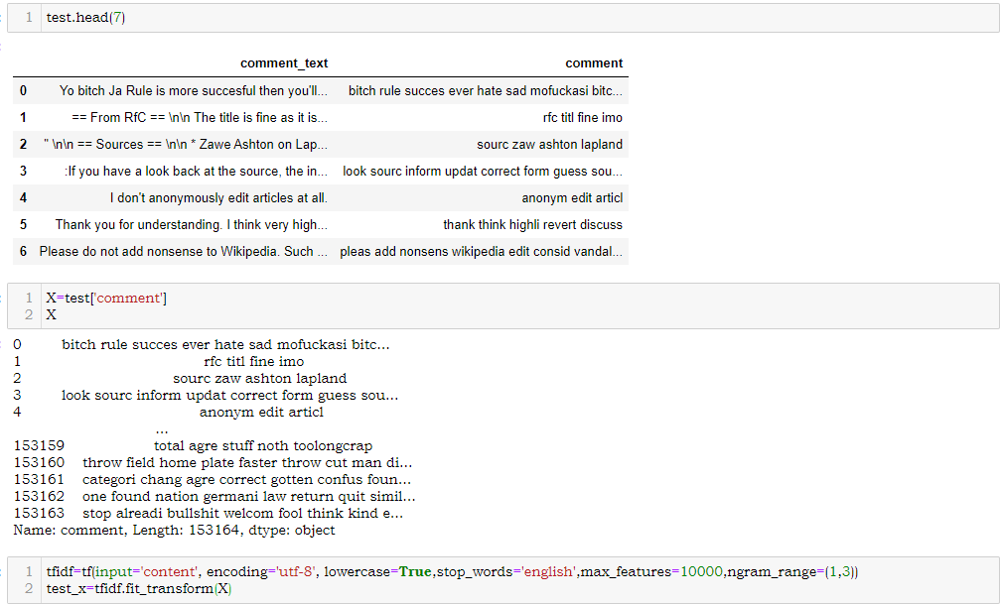 1 test.head(7)
comment_text comment
0 Yo bitch Ja Rule is more succesful then you'll... bitch rule succes ever hate sad mofuckasi bitc...
1 == From RfC == \n\n The title is fine as it is... rfc titl fine imo
2 " \n\n == Sources == \n\n * Zawe Ashton on Lap... sourc zaw ashton lapland
3 :If you have a look back at the source, the in... look sourc inform updat correct form guess sou...
4 I don't anonymously edit articles at all. anonym edit articl
5 Thank you for understanding. I think very high... thank think highli revert discuss
6 Please do not add nonsense to Wikipedia. Such ... pleas add nonsens wikipedia edit consid vandal...
1 X=test['comment']
2 X
0 bitch rule succes ever hate sad mofuckasi bitc...
1 rfc titl fine imo
2 sourc zaw ashton lapland
3 look sourc inform updat correct form guess sou...
4 anonym edit articl
...
153159 total agre stuff noth toolongcrap
153160 throw field home plate faster throw cut man di...
153161 categori chang agre correct gotten confus foun...
153162 one found nation germani law return quit simil...
153163 stop alreadi bullshit welcom fool think kind e...
Name: comment, Length: 153164, dtype: object
1 tfidf=tf(input='content', encoding='utf-8', lowercase=True,stop_words='english',max_features=10000,ngram_range=(1,3))
2 test_x=tfidf.fit_transform(X)